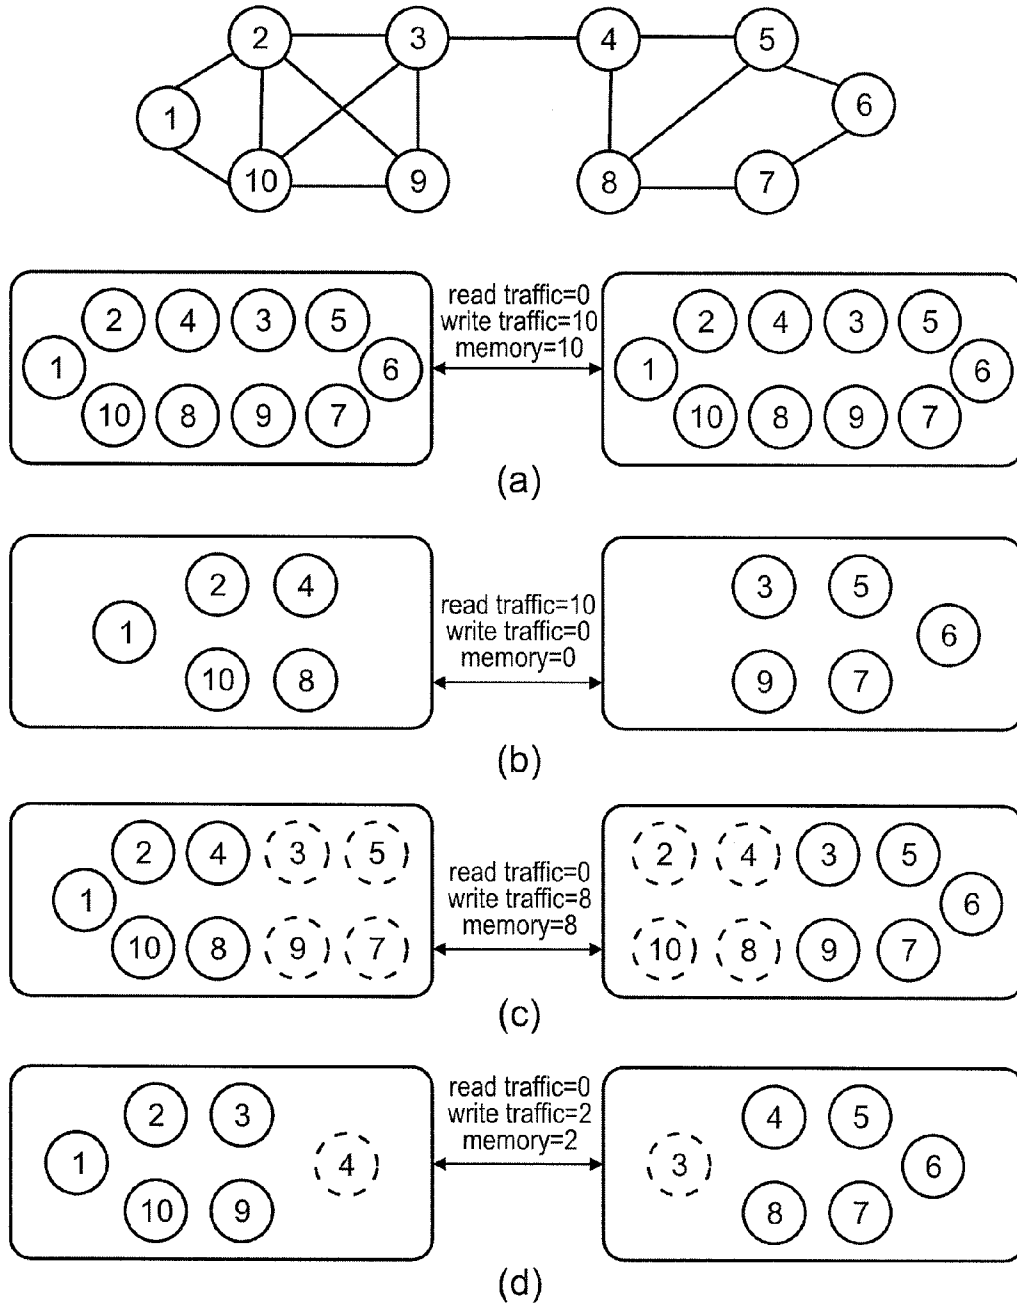 2 3 4 5
1 6
10 9 8 7
read traffic=0
write traffic=10
memory=10
2 4 3 5
1 6
10 8 9 7
2 4 3 5
1 6
10 8 9 7
(a)
read traffic=10
write traffic=0
memory=0
2 4
1
10 8
3 5
6
9 7
(b)
read traffic=0
write traffic=8
memory=8
2 4 3 5
1
10 8 9 7
2 4 3 5
6
10 8 9 7
(c)
read traffic=0
write traffic=2
memory=2
2 3
1 4
10 9
4 5
3 6
8 7
(d)